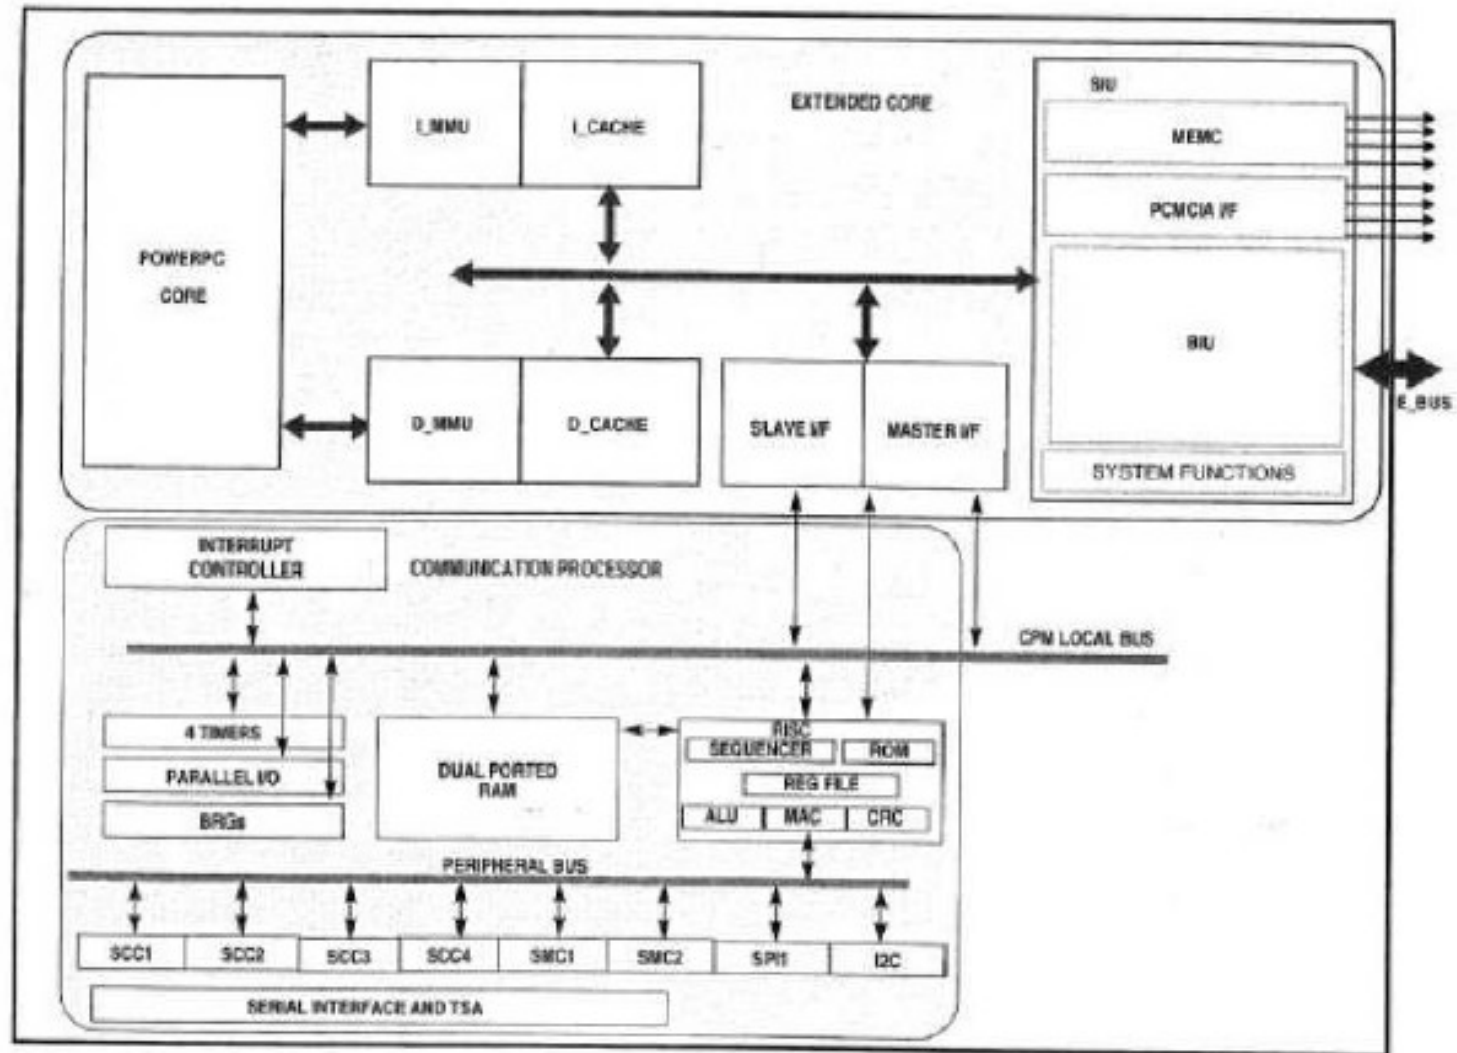 EXTENDED CORE
POWERPC
CORE
I_MMU
I_CACHE
D_MMU
D_CACHE
SLAVE I/F
MASTER I/F
SIU
MEMC
PCMCIA I/F
BIU
SYSTEM FUNCTIONS
E_BUS
INTERRUPT
CONTROLLER
COMMUNICATION PROCESSOR
CPM LOCAL BUS
4 TIMERS
PARALLEL I/O
BRGs
DUAL PORTED
RAM
RISC
SEQUENCER
ROM
REG FILE
ALU
MAC
CRC
PERIPHERAL BUS
SCC1
SCC2
SCC3
SCC4
SMC1
SMC2
SPI1
I2C
SERIAL INTERFACE AND TSA